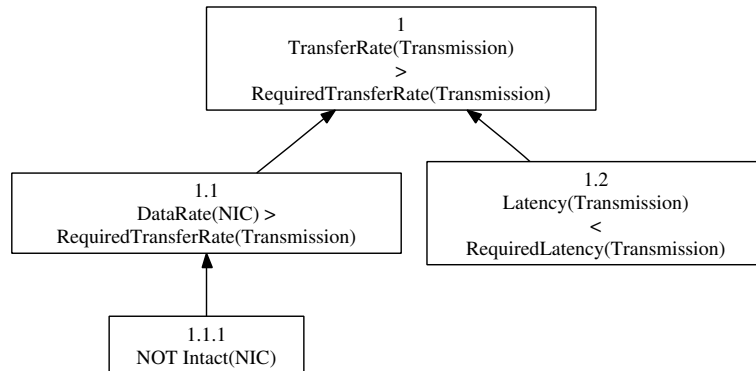 1
TransferRate(Transmission)
>
RequiredTransferRate(Transmission)
1.1
DataRate(NIC) >
RequiredTransferRate(Transmission)
1.2
Latency(Transmission)
<
RequiredLatency(Transmission)
1.1.1
NOT Intact(NIC)